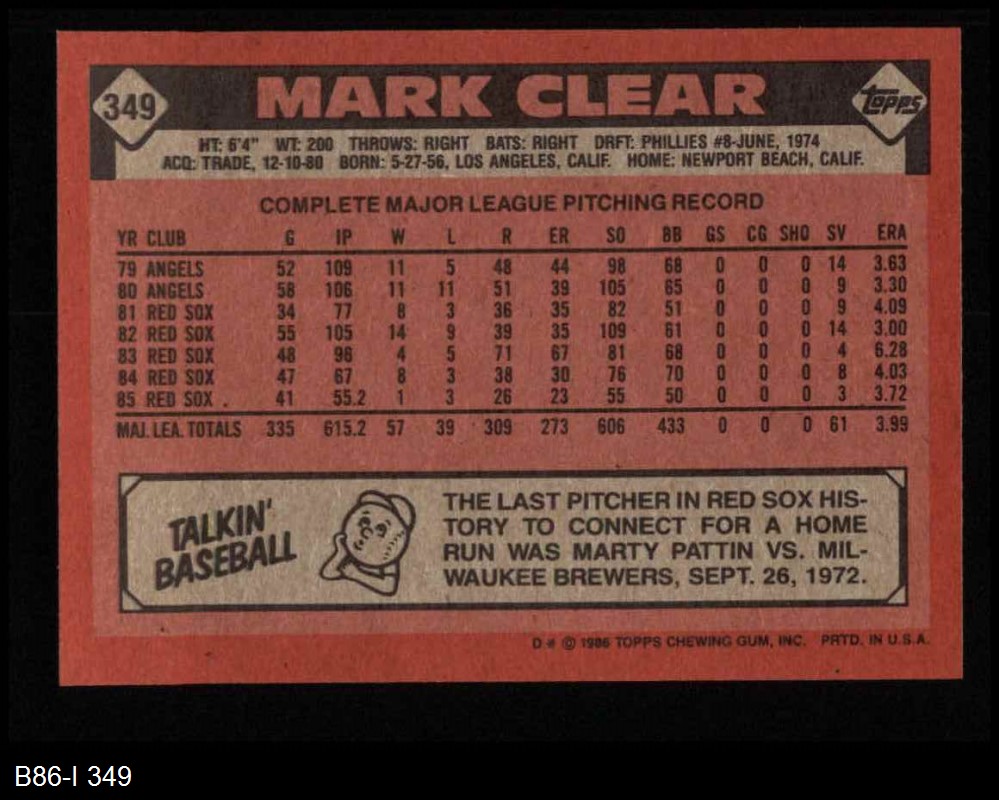 349 MARK CLEAR Topps
HT: 6'4" WT: 200 THROWS: RIGHT BATS: RIGHT DRFT: PHILLIES #8-JUNE, 1974
ACQ: TRADE, 12-10-80 BORN: 5-27-56, LOS ANGELES, CALIF. HOME: NEWPORT BEACH, CALIF.
COMPLETE MAJOR LEAGUE PITCHING RECORD
YR CLUB G IP W L R ER SO BB GS CG SHO SV ERA
79 ANGELS 52 109 11 5 48 44 98 68 0 0 0 14 3.63
80 ANGELS 58 106 11 11 51 39 105 65 0 0 0 9 3.30
81 RED SOX 34 77 8 3 36 35 82 51 0 0 0 9 4.09
82 RED SOX 55 105 14 9 39 35 109 61 0 0 0 14 3.00
83 RED SOX 48 96 4 5 71 67 81 68 0 0 0 4 6.28
84 RED SOX 47 67 8 3 38 30 76 70 0 0 0 8 4.03
85 RED SOX . 41 55.2 1 3 26 23 55 50 0 0 0 3 3.72
MAJ. LEA. TOTALS 335 615.2 57 39 309 273 606 433 0 0 0 61 3.99
TALKIN'
BASEBALL
THE LAST PITCHER IN RED SOX HIS-
TORY TO CONNECT FOR A HOME
RUN WAS MARTY PATTIN VS. MIL-
WAUKEE BREWERS, SEPT. 26, 1972.
D * © 1986 TOPPS CHEWING GUM, INC. PRTD. IN U.S.A.
B86-I 349